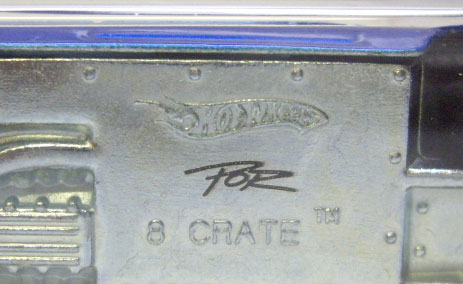 HOT WHEELS
POR
8 CRATE ™